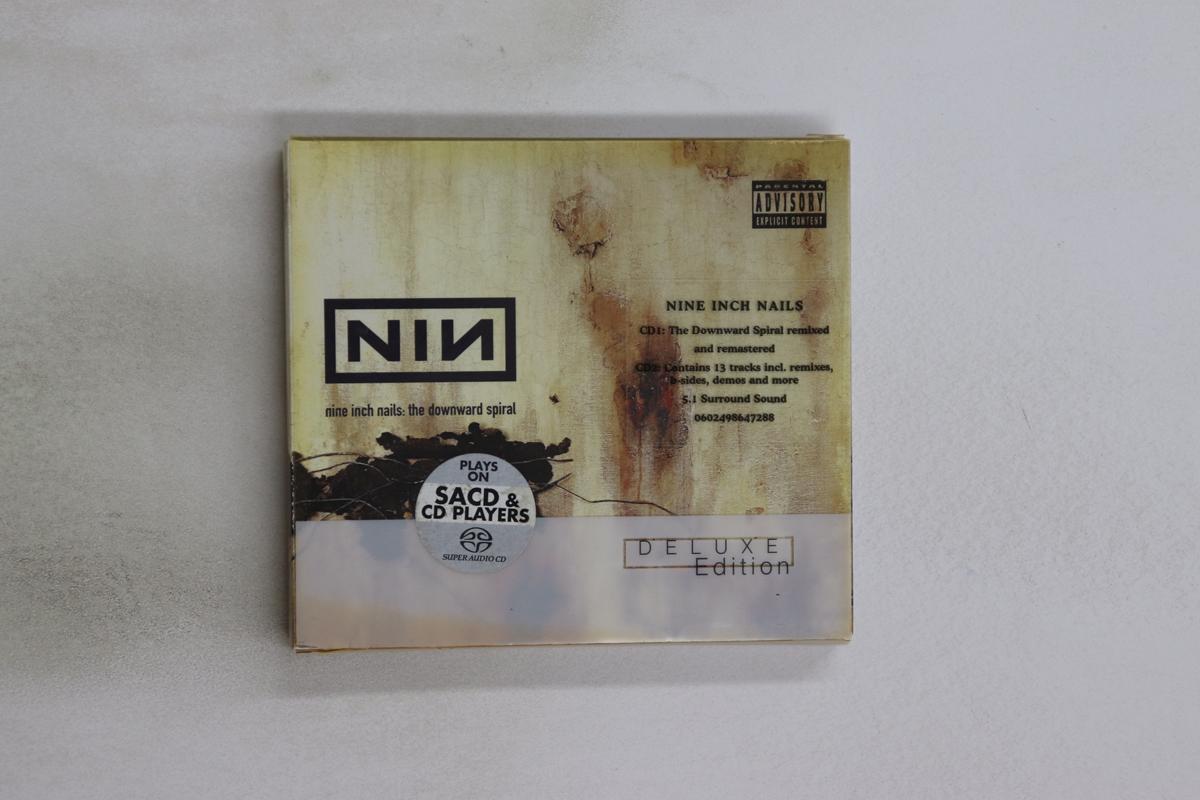 PARENTAL
ADVISORY
EXPLICIT CONTENT
NIN
nine inch nails: the downward spiral
NINE INCH NAILS
CD1: The Downward Spiral remixed
and remastered
CD2: Contains 13 tracks incl. remixes,
b-sides, demos and more
5.1 Surround Sound
0602498647288
PLAYS
ON
SACD &
CD PLAYERS
SUPER AUDIO CD
DELUXE
Edition